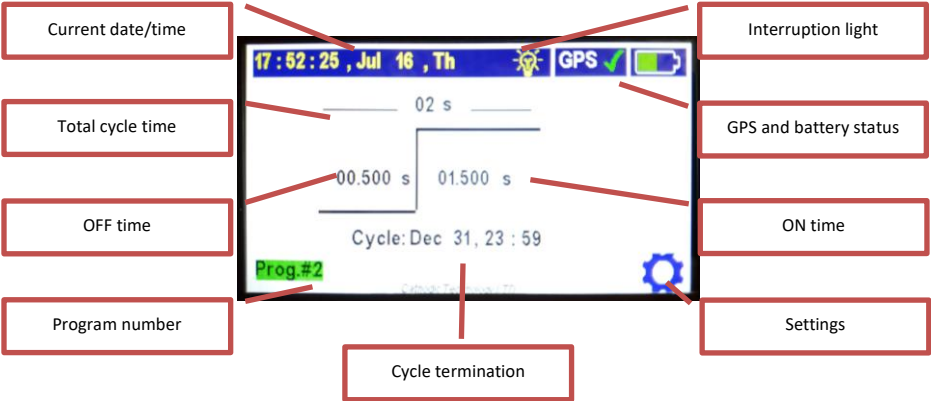 Current date/time
Interruption light
17:52:25 , Jul 16 , Th GPS
02 s
Total cycle time
GPS and battery status
00.500 s 01.500 s
OFF time
ON time
Cycle: Dec 31, 23 : 59
Prog.#2
Program number
Settings
Cycle termination